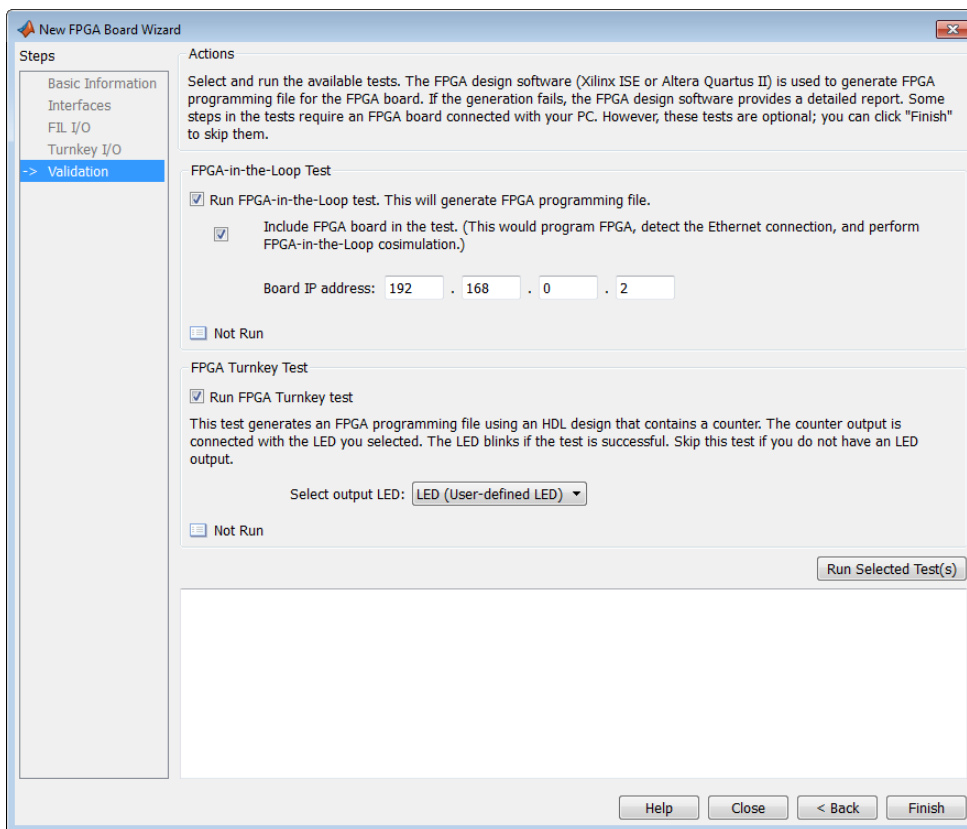 New FPGA Board Wizard
Steps
Basic Information
Interfaces
FIL I/O
Turnkey I/O
-> Validation
Actions
Select and run the available tests. The FPGA design software (Xilinx ISE or Altera Quartus II) is used to generate FPGA
programming file for the FPGA board. If the generation fails, the FPGA design software provides a detailed report. Some
steps in the tests require an FPGA board connected with your PC. However, these tests are optional; you can click "Finish"
to skip them.
FPGA-in-the-Loop Test
Run FPGA-in-the-Loop test. This will generate FPGA programming file.
Include FPGA board in the test. (This would program FPGA, detect the Ethernet connection, and perform
FPGA-in-the-Loop cosimulation.)
Board IP address: 192 . 168 . 0 . 2
Not Run
FPGA Turnkey Test
Run FPGA Turnkey test
This test generates an FPGA programming file using an HDL design that contains a counter. The counter output is
connected with the LED you selected. The LED blinks if the test is successful. Skip this test if you do not have an LED
output.
Select output LED: LED (User-defined LED)
Not Run
Run Selected Test(s)
Help Close < Back Finish